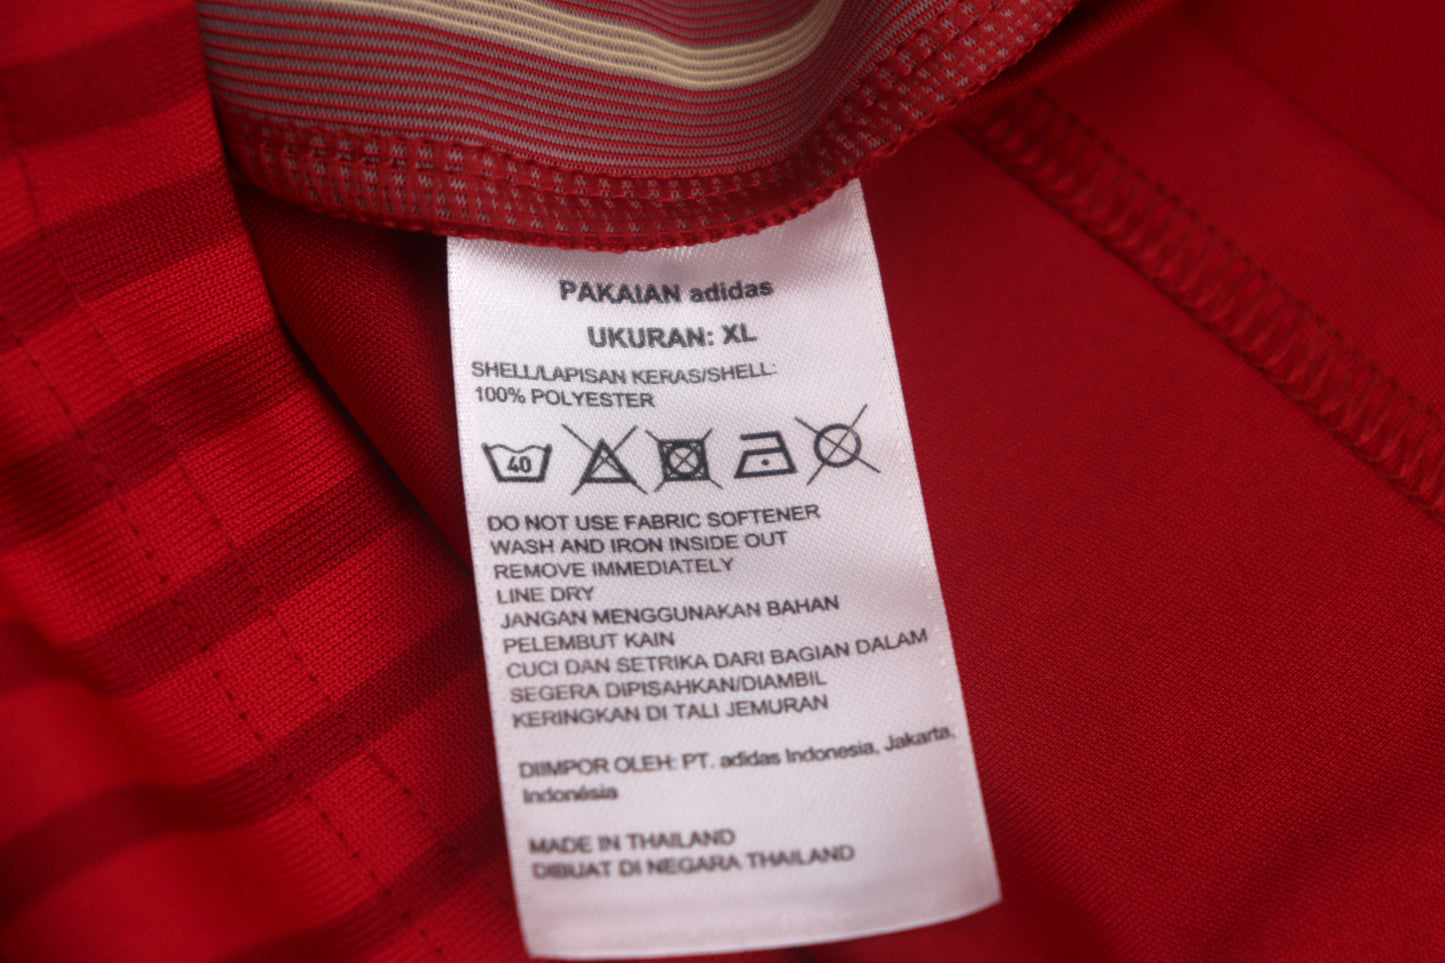 PAKAIAN adidas
UKURAN: XL
SHELL/LAPISAN KERAS/SHELL:
100% POLYESTER
40
DO NOT USE FABRIC SOFTENER
WASH AND IRON INSIDE OUT
REMOVE IMMEDIATELY
LINE DRY
JANGAN MENGGUNAKAN BAHAN
PELEMBUT KAIN
CUCI DAN SETRIKA DARI BAGIAN DALAM
SEGERA DIPISAHKAN/DIAMBIL
KERINGKAN DI TALI JEMURAN
DIIMPOR OLEH: PT. adidas Indonesia, Jakarta,
Indonésia
MADE IN THAILAND
DIBUAT DI NEGARA THAILAND